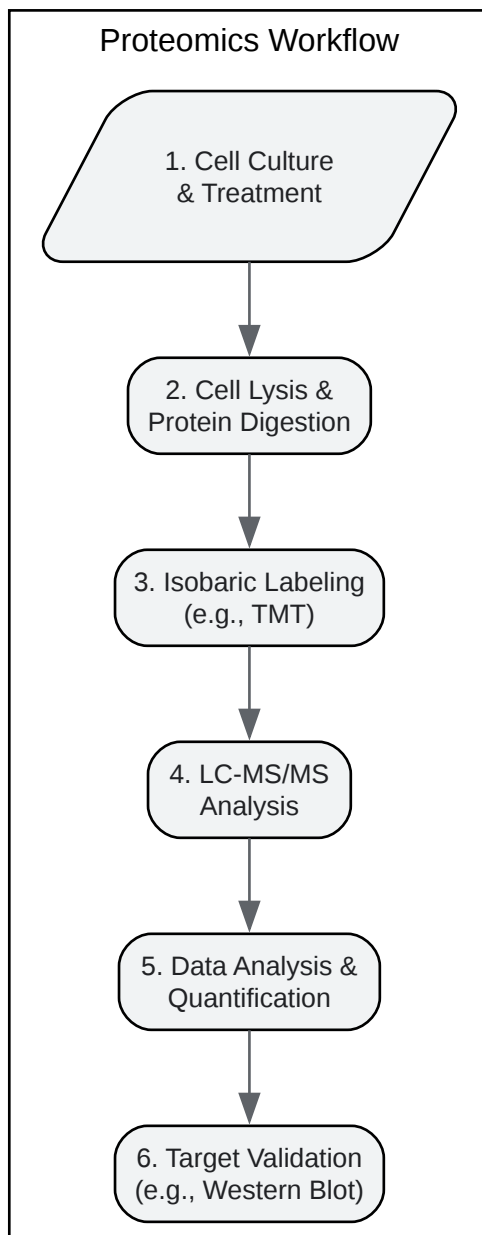 Proteomics Workflow
1. Cell Culture
& Treatment
2. Cell Lysis &
Protein Digestion
3. Isobaric Labeling
(e.g., TMT)
4. LC-MS/MS
Analysis
5. Data Analysis &
Quantification
6. Target Validation
(e.g., Western Blot)